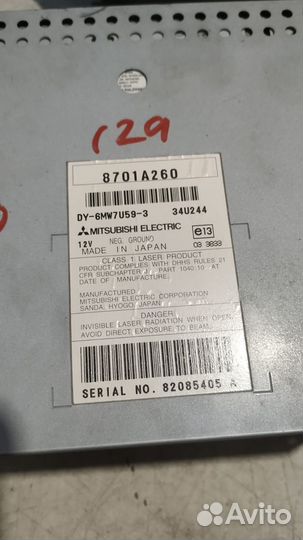 129
8701A260
DY-6MW7U59-3 34U244
MITSUBISHI ELECTRIC
12V NEG. GROUND
MADE IN JAPAN
e13
03 3833
CLASS 1 LASER PRODUCT
PRODUCT COMPLIES WITH DHHS RULES 21
CFR SUBCHAPTER J, PART 1040.10 AT
DATE OF MANUFACTURE.
MANUFACTURED
MITSUBISHI ELECTRIC CORPORATION
SANDA, HYOGO, JAPAN
DANGER
INVISIBLE LASER RADIATION WHEN OPEN.
AVOID DIRECT EXPOSURE TO BEAM.
SERIAL NO. 82085405 A
Avito